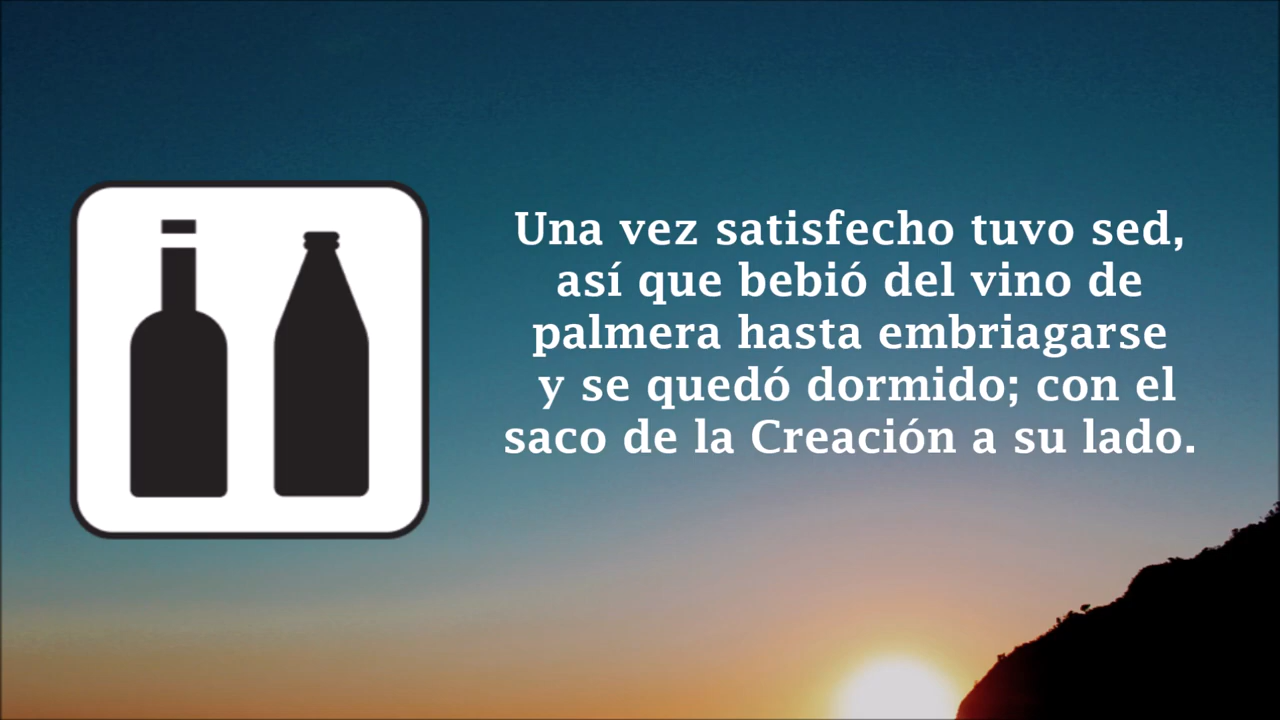 Una vez satisfecho tuvo sed,
así que bebió del vino de
palmera hasta embriagarse
y se quedó dormido; con el
saco de la Creación a su lado.